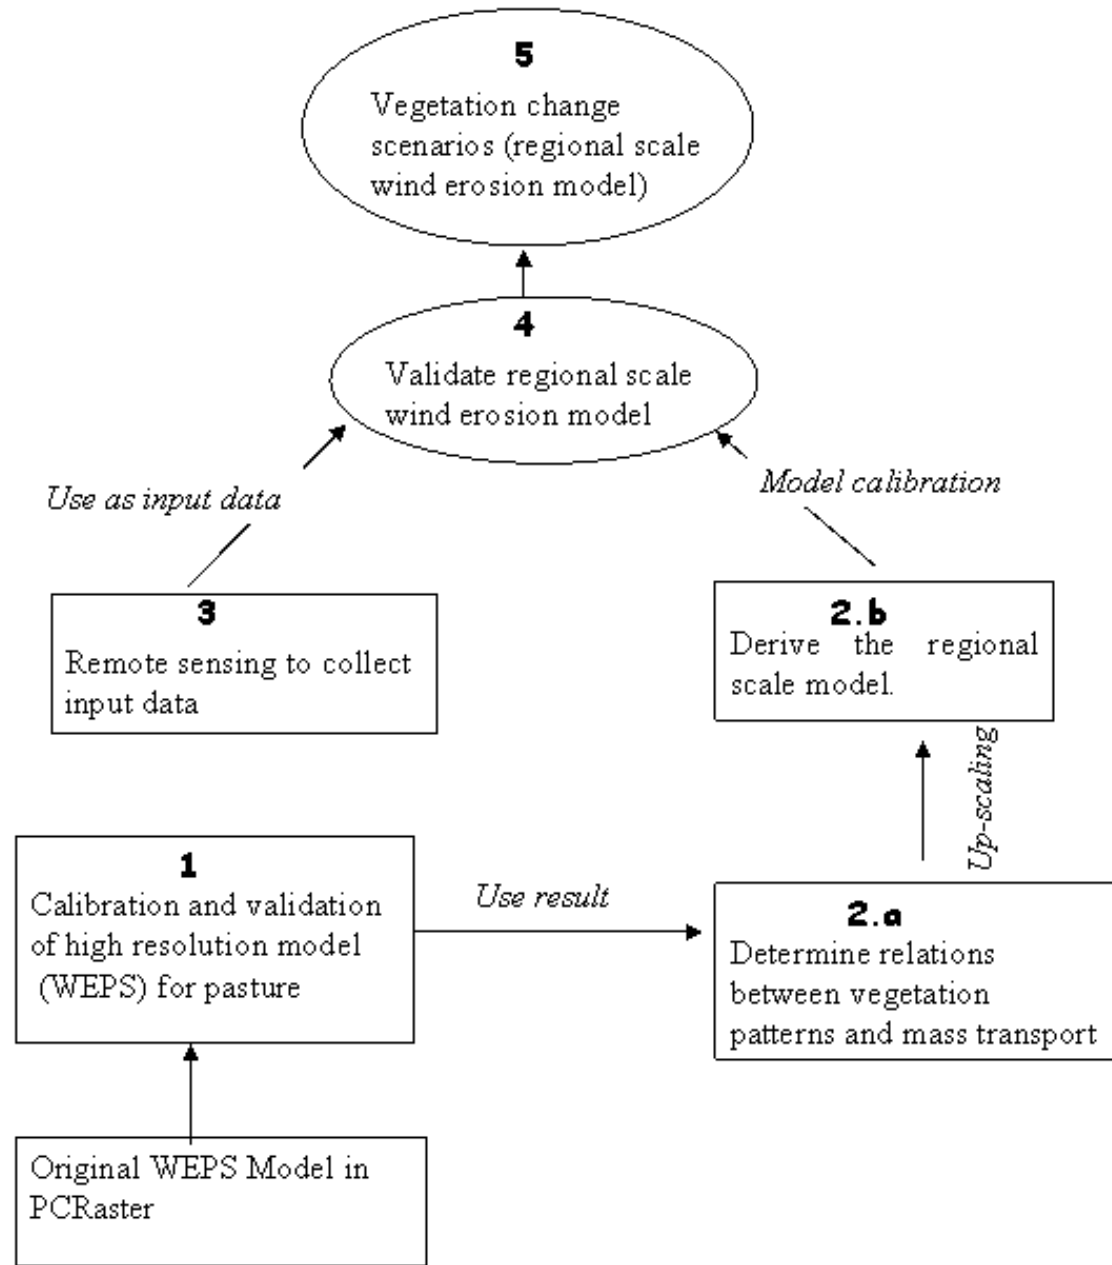 5
Vegetation change
scenarios (regional scale
wind erosion model)
4
Validate regional scale
wind erosion model
Use as input data
Model calibration
3
Remote sensing to collect
input data
2.b
Derive the regional
scale model.
Up-scaling
1
Calibration and validation
of high resolution model
(WEPS) for pasture
Use result
2.a
Determine relations
between vegetation
patterns and mass transport
Original WEPS Model in
PCRaster